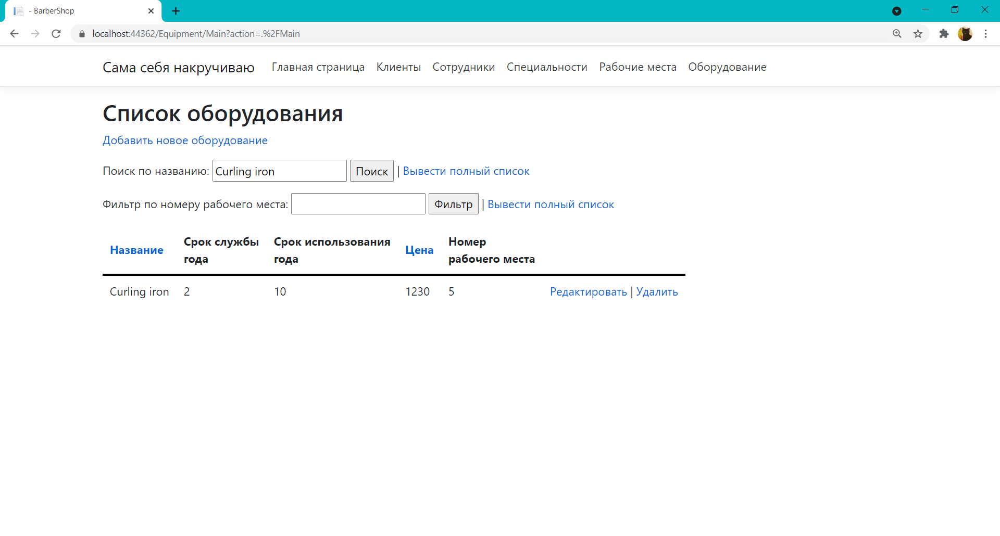 - BarberShop
localhost:44362/Equipment/Main?action=.%2FMain
Сама себя накручиваю Главная страница Клиенты Сотрудники Специальности Рабочие места Оборудование
Список оборудования
Добавить новое оборудование
Поиск по названию: Curling iron Поиск | Вывести полный список
Фильтр по номеру рабочего места: Фильтр | Вывести полный список
Название Срок службы года Срок использования года Цена Номер рабочего места
Curling iron 2 10 1230 5 Редактировать | Удалить